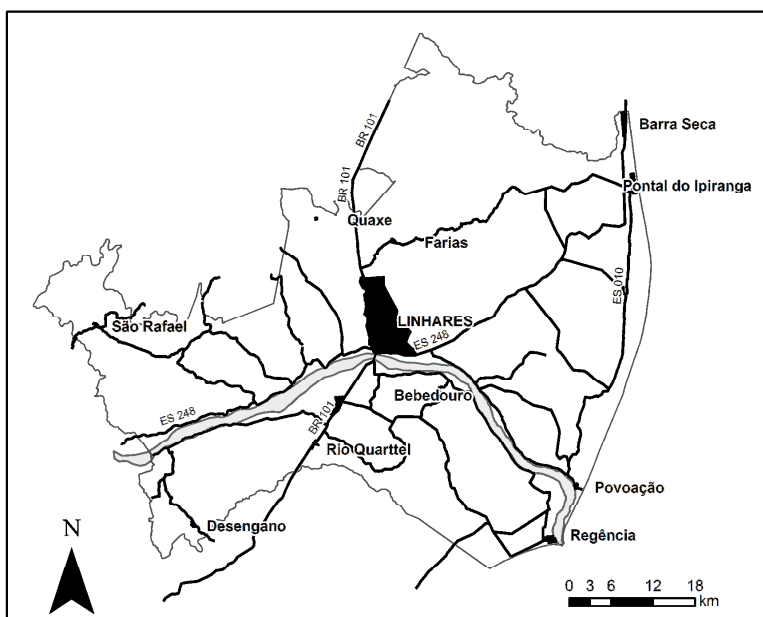 BR 101
Barra Seca
BR 101
Pontal do Ipiranga
Quaxe
Farias
ES 010
São Rafael
LINHARES
ES 248
Bebedouro
ES 248
BR 101
Rio Quarttel
Povoação
Desengano
Regência
N
0 3 6 12 18
km